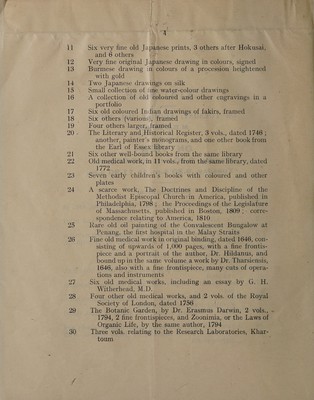 4
11 Six very fine old Japanese prints, 3 others after Hokusai,
and 6 others
12 Very fine original Japanese drawing in colours, signed
13 Burmese drawing in colours of a procession heightened
with gold
14 Two Japanese drawings on silk
15 Small collection of fine water-colour drawings
16 A collection of old coloured and other engravings in a
portfolio
17 Six old coloured Indian drawings of fakirs, framed
18 Six others (various), framed
19 Four others larger, framed
20 The Literary and Historical Register, 3 vols., dated 1746;
another, painter's monograms, and one other book from
the Earl of Essex library
21 Six other well-bound books from the same library
22 Old medical work, in 11 vols., from the same library, dated
1772
23 Seven early children's books with coloured and other
plates
24 A scarce work, The Doctrines and Discipline of the
Methodist Episcopal Church in America, published in
Philadelphia, 1798; the Proceedings of the Legislature
of Massachusetts, published in Boston, 1809; corre-
spondence relating to America, 1810
25 Rare old oil painting of the Convalescent Bungalow at
Penang, the first hospital in the Malay Straits
26 Fine old medical work in original binding, dated 1646, con-
sisting of upwards of 1,000 pages, with a fine frontis-
piece and a portrait of the author, Dr. Hildanus, and
bound up in the same volume a work by Dr. Tharsiensis,
1646, also with a fine frontispiece, many cuts of opera-
tions and instruments
27 Six old medical works, including an essay by G. H.
Witherhead, M.D.
28 Four other old medical works, and 2 vols. of the Royal
Society of London, dated 1756
29 The Botanic Garden, by Dr. Erasmus Darwin, 2 vols.,
1794, 2 fine frontispieces, and Zoonimia, or the Laws of
Organic Life, by the same author, 1794
30 Three vols. relating to the Research Laboratories, Khar-
toum